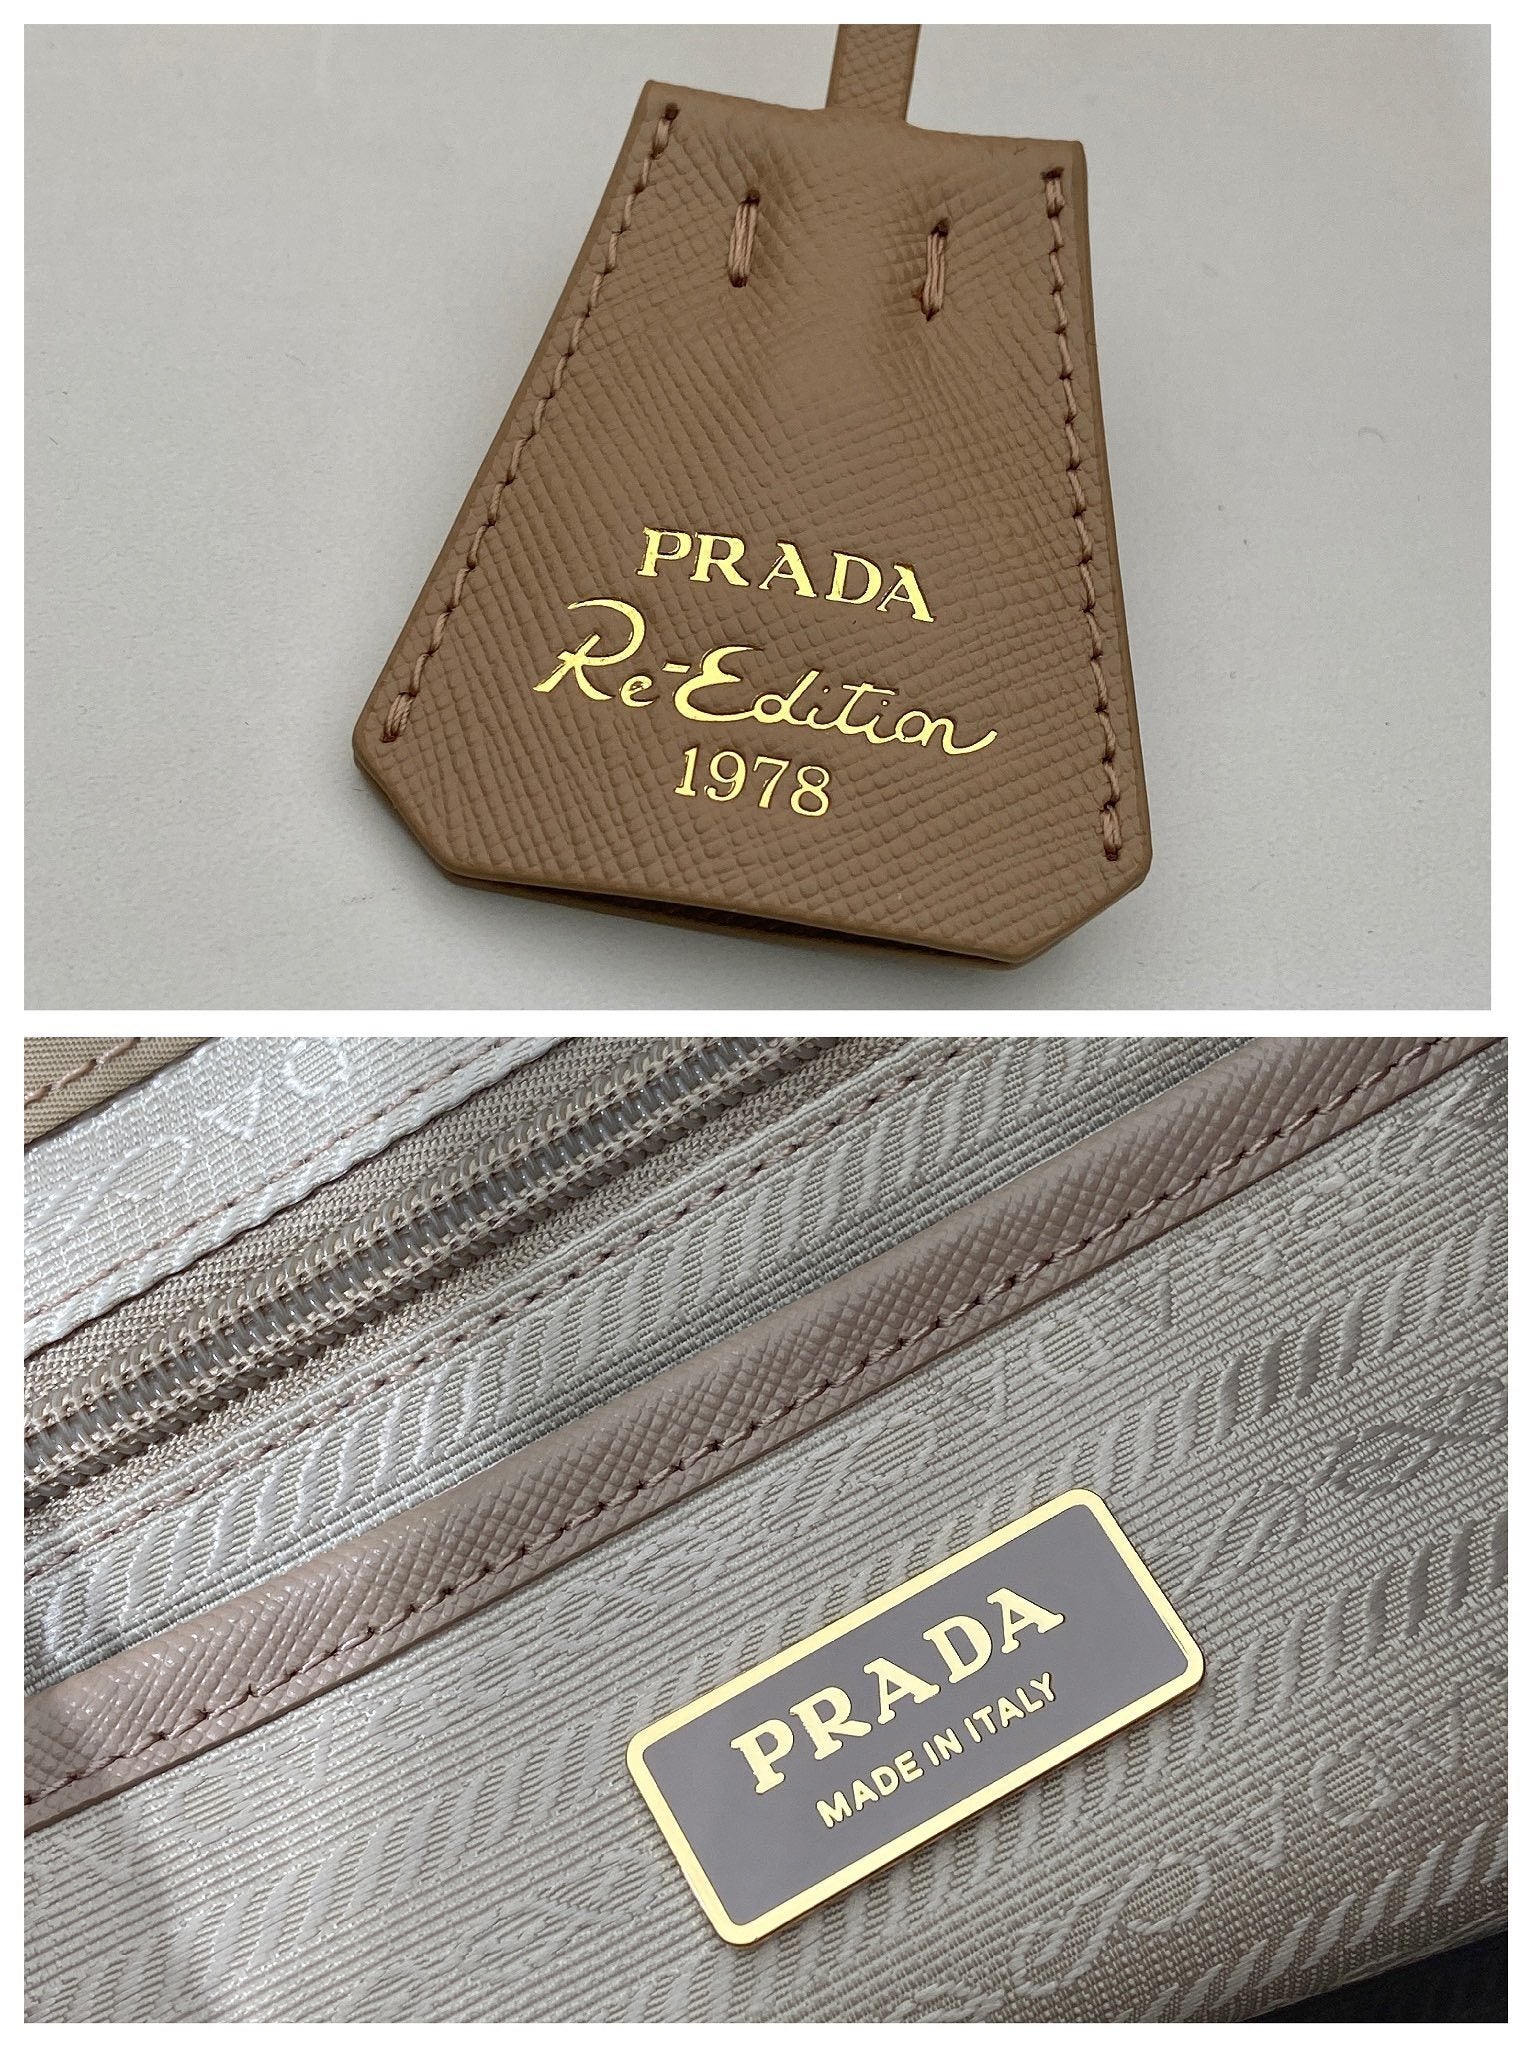 PRADA
Re-Edition
1978
PRADA
MADE IN ITALY